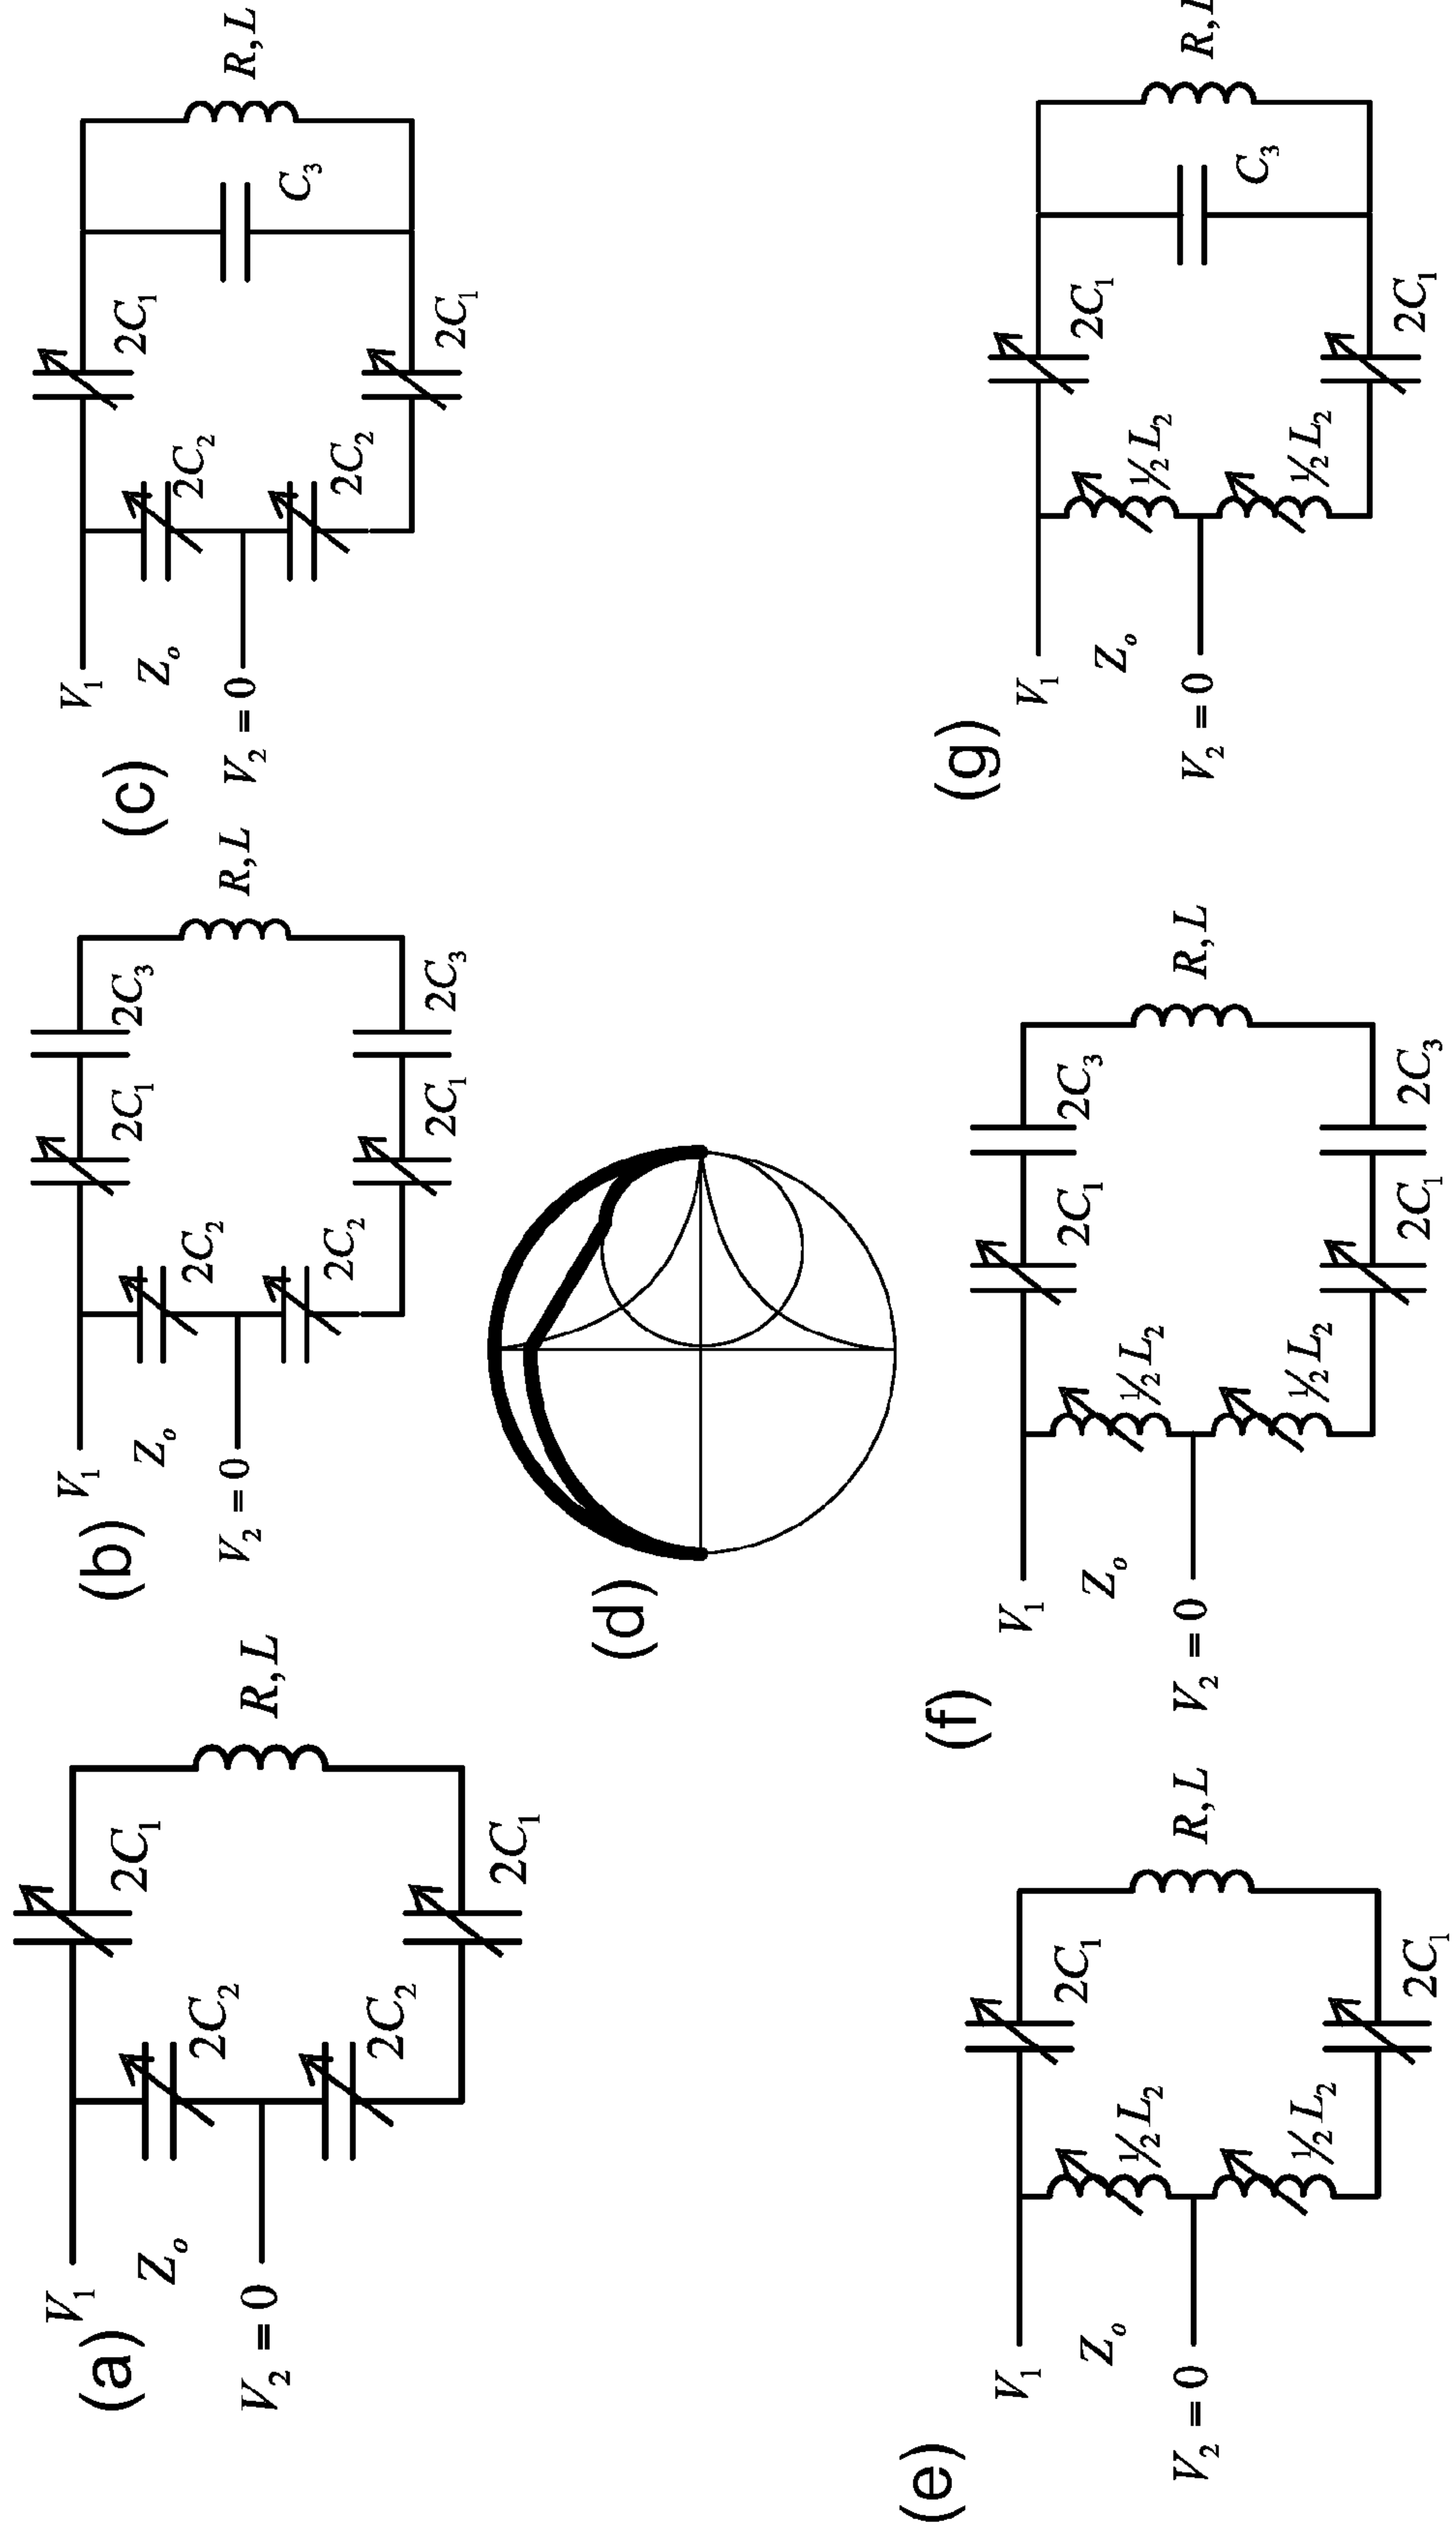 (a)
V₁
Zₒ
V₂ = 0
2C₂
2C₂
2C₁
2C₁
R, L
(b)
V₁
Zₒ
V₂ = 0
2C₂
2C₂
2C₁
2C₃
2C₁
2C₃
R, L
(c)
V₁
Zₒ
V₂ = 0
2C₂
2C₂
2C₁
2C₁
C₃
R, L
(d)
(e)
V₁
Zₒ
V₂ = 0
½L₂
½L₂
2C₁
2C₁
R, L
(f)
V₁
Zₒ
V₂ = 0
½L₂
½L₂
2C₁
2C₃
2C₁
2C₃
R, L
(g)
V₁
Zₒ
V₂ = 0
½L₂
½L₂
2C₁
2C₁
C₃
R, L